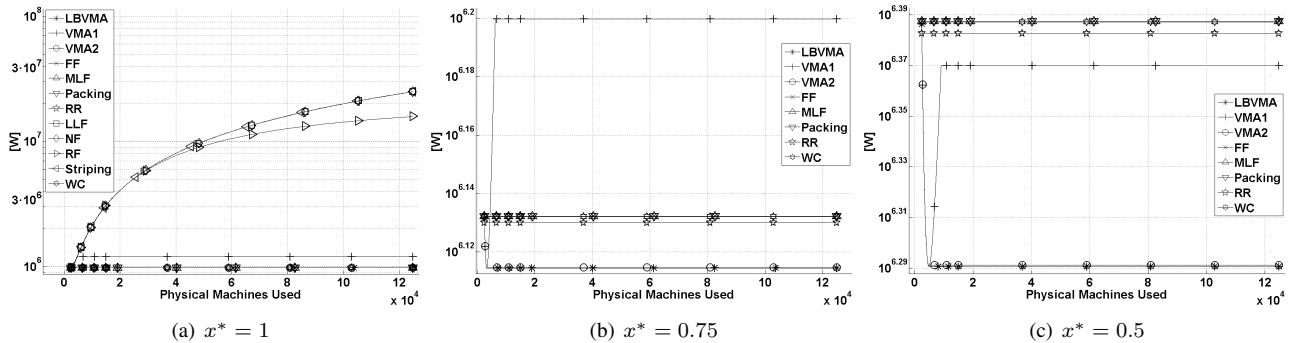 10^8
3·10^7
10^7
3·10^6
10^6
[W]
LBVMA
VMA1
VMA2
FF
MLF
Packing
RR
LLF
NF
RF
Striping
WC
0 2 4 6 8 10 12
x 10^4
Physical Machines Used
(a) x* = 1
10^6.2
10^6.18
10^6.16
10^6.14
10^6.12
[W]
LBVMA
VMA1
VMA2
FF
MLF
Packing
RR
WC
0 2 4 6 8 10 12
x 10^4
Physical Machines Used
(b) x* = 0.75
10^6.39
10^6.37
10^6.35
10^6.33
10^6.31
10^6.29
[W]
LBVMA
VMA1
VMA2
FF
MLF
Packing
RR
WC
0 2 4 6 8 10 12
x 10^4
Physical Machines Used
(c) x* = 0.5